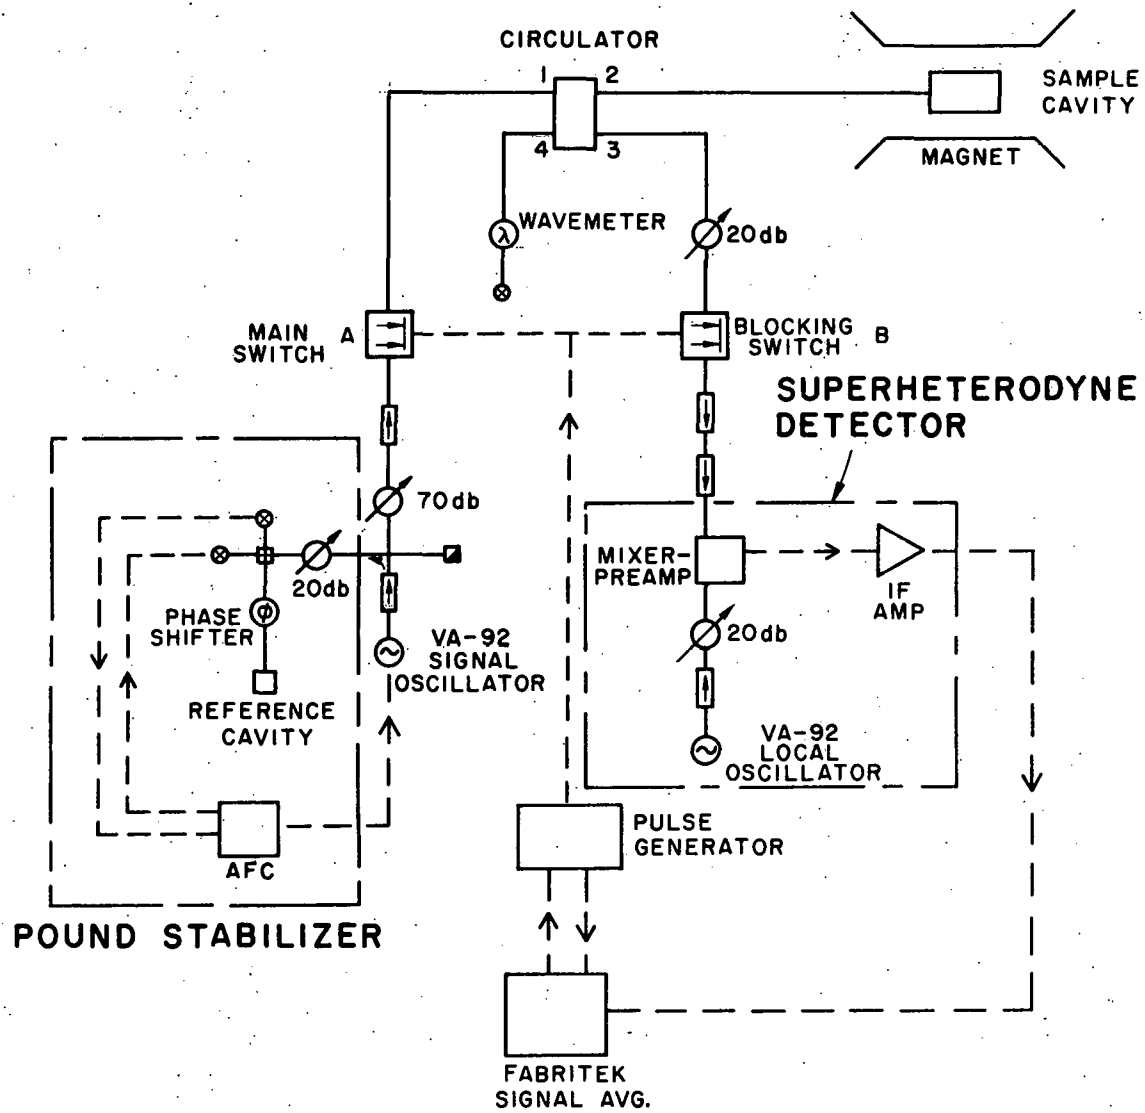 CIRCULATOR
1
2
4
3
SAMPLE
CAVITY
MAGNET
WAVEMETER
λ
20db
MAIN
SWITCH
A
BLOCKING
SWITCH
B
SUPERHETERODYNE
DETECTOR
70db
20db
PHASE
SHIFTER
Φ
VA-92
SIGNAL
OSCILLATOR
REFERENCE
CAVITY
AFC
POUND STABILIZER
MIXER-
PREAMP
IF
AMP
20db
VA-92
LOCAL
OSCILLATOR
PULSE
GENERATOR
FABRITEK
SIGNAL AVG.